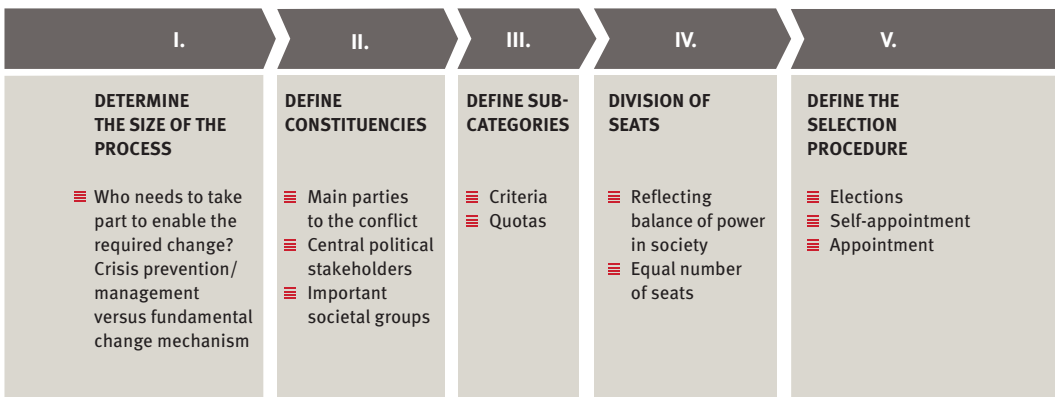 I.
II.
III.
IV.
V.
DETERMINE
THE SIZE OF THE
PROCESS
Who needs to take
part to enable the
required change?
Crisis prevention/
management
versus fundamental
change mechanism
DEFINE
CONSTITUENCIES
Main parties
to the conflict
Central political
stakeholders
Important
societal groups
DEFINE SUB-
CATEGORIES
Criteria
Quotas
DIVISION OF
SEATS
Reflecting
balance of power
in society
Equal number
of seats
DEFINE THE
SELECTION
PROCEDURE
Elections
Self-appointment
Appointment